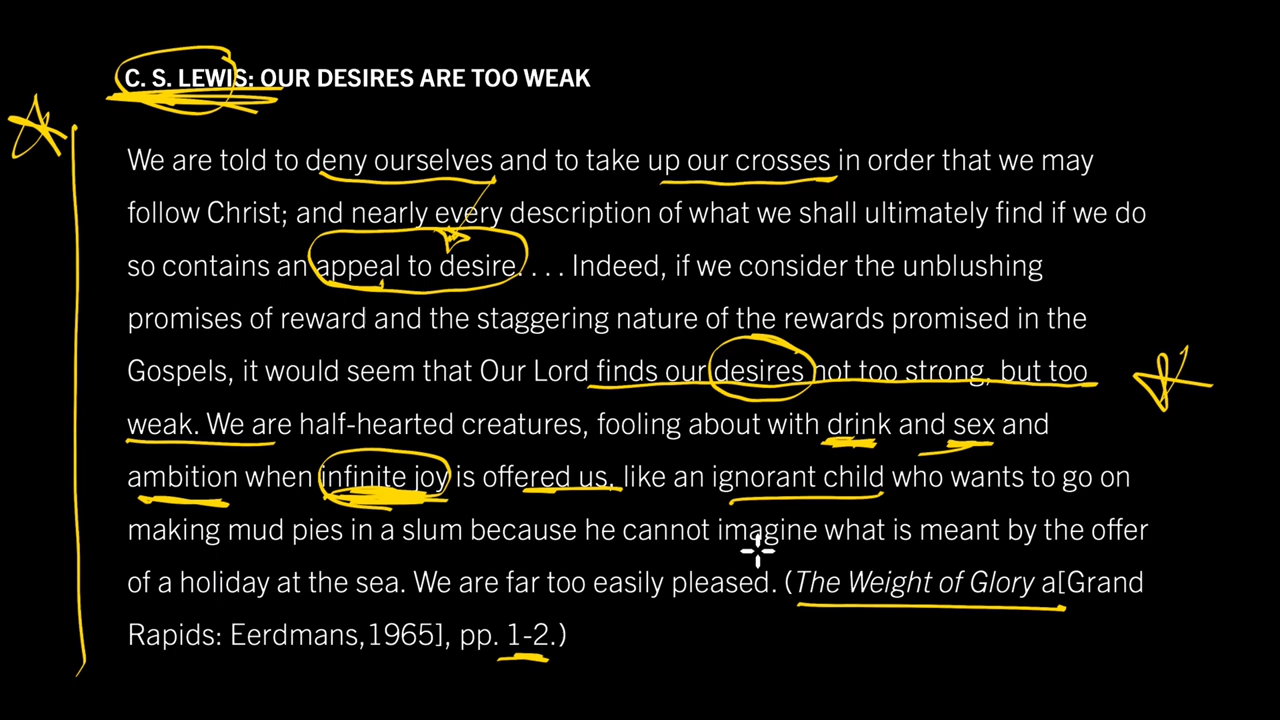 C. S. LEWIS: OUR DESIRES ARE TOO WEAK
We are told to deny ourselves and to take up our crosses in order that we may
follow Christ; and nearly every description of what we shall ultimately find if we do
so contains an appeal to desire. . . . Indeed, if we consider the unblushing
promises of reward and the staggering nature of the rewards promised in the
Gospels, it would seem that Our Lord finds our desires not too strong, but too
weak. We are half-hearted creatures, fooling about with drink and sex and
ambition when infinite joy is offered us, like an ignorant child who wants to go on
making mud pies in a slum because he cannot imagine what is meant by the offer
of a holiday at the sea. We are far too easily pleased. (The Weight of Glory a[Grand
Rapids: Eerdmans,1965], pp. 1-2.)